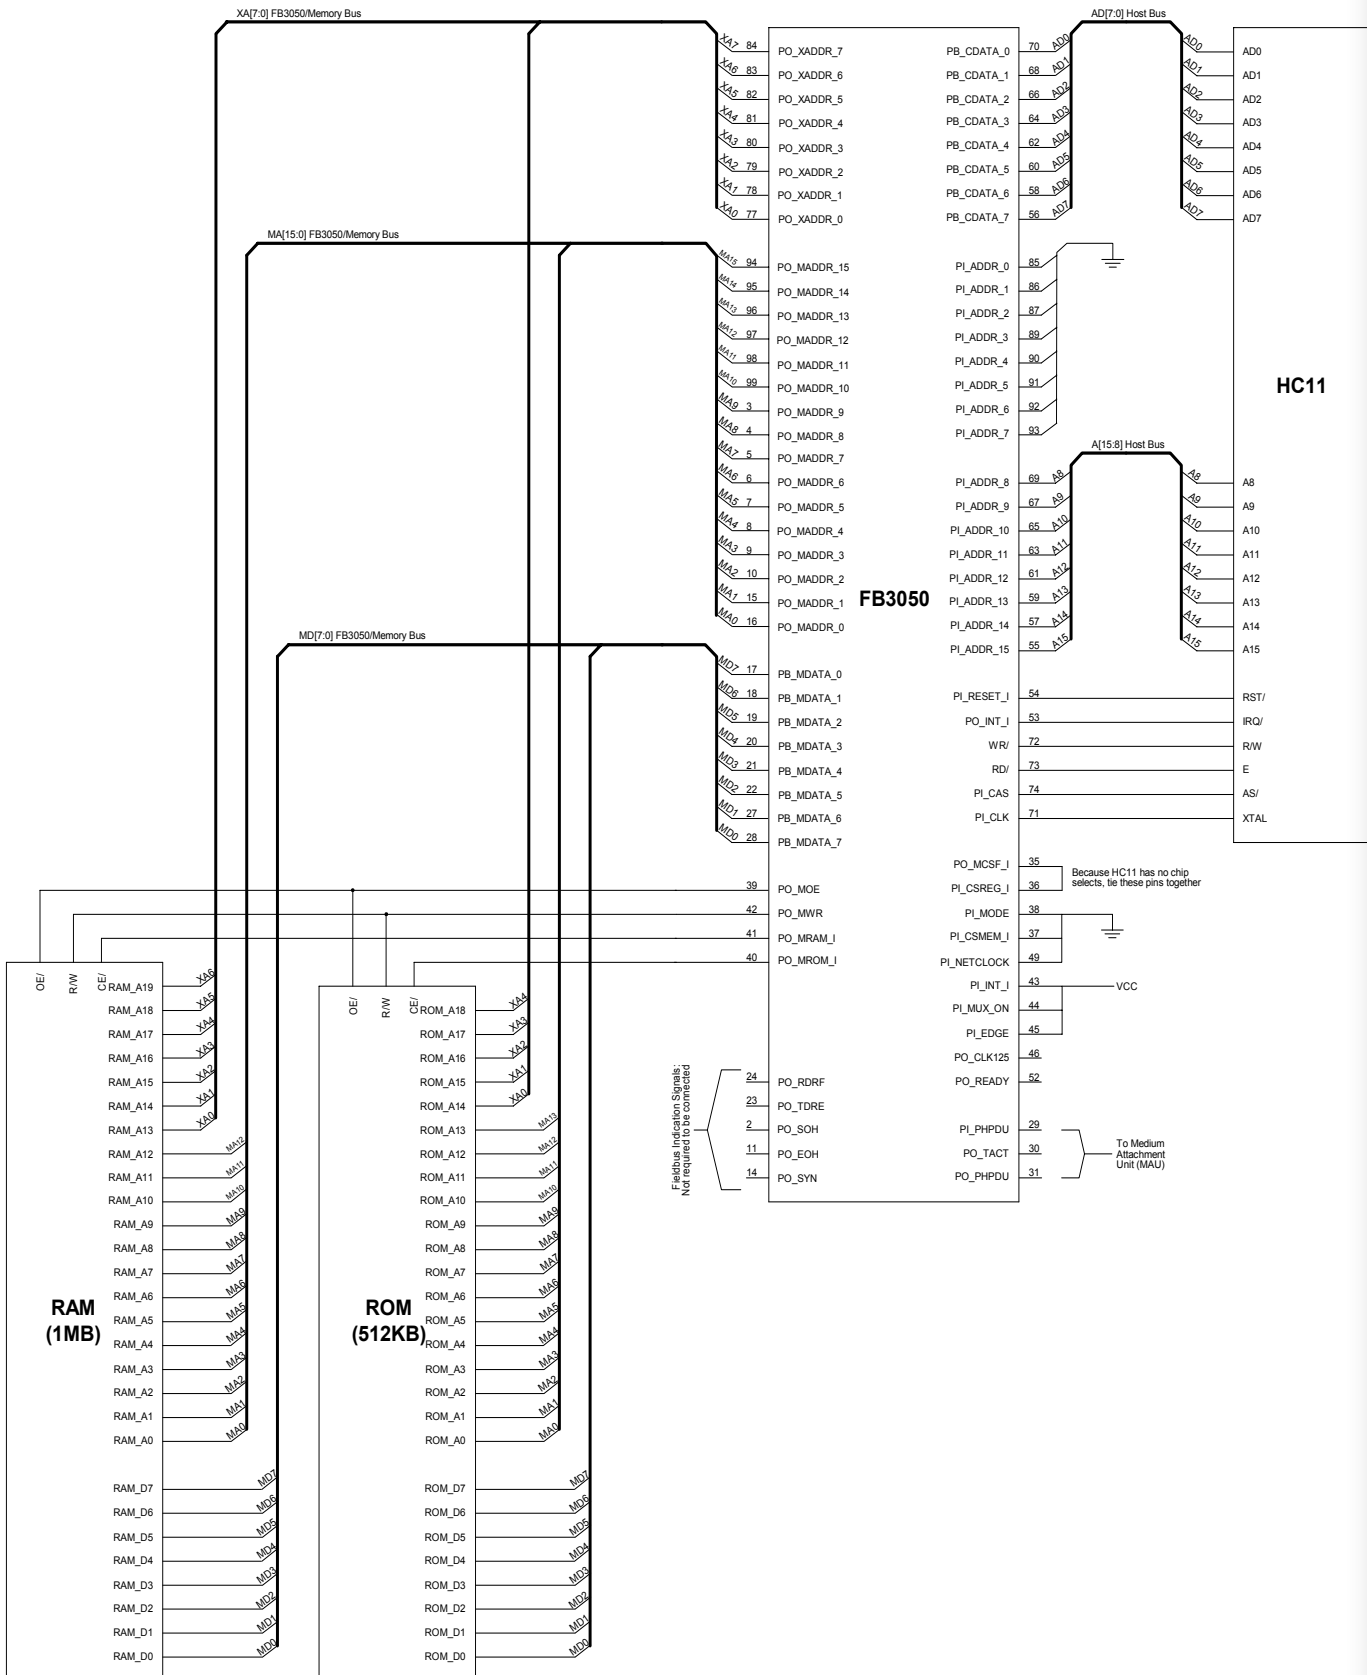 XA[7:0] FB3050/Memory Bus
AD[7:0] Host Bus
XA7 84 PO_XADDR_7
XA6 83 PO_XADDR_6
XA5 82 PO_XADDR_5
XA4 81 PO_XADDR_4
XA3 80 PO_XADDR_3
XA2 79 PO_XADDR_2
XA1 78 PO_XADDR_1
XA0 77 PO_XADDR_0
PB_CDATA_0 70 AD0 AD0 AD0
PB_CDATA_1 68 AD1 AD1 AD1
PB_CDATA_2 66 AD2 AD2 AD2
PB_CDATA_3 64 AD3 AD3 AD3
PB_CDATA_4 62 AD4 AD4 AD4
PB_CDATA_5 60 AD5 AD5 AD5
PB_CDATA_6 58 AD6 AD6 AD6
PB_CDATA_7 56 AD7 AD7 AD7
MA[15:0] FB3050/Memory Bus
MA15 94 PO_MADDR_15
MA14 95 PO_MADDR_14
MA13 96 PO_MADDR_13
MA12 97 PO_MADDR_12
MA11 98 PO_MADDR_11
MA10 99 PO_MADDR_10
MA9 3 PO_MADDR_9
MA8 4 PO_MADDR_8
MA7 5 PO_MADDR_7
MA6 6 PO_MADDR_6
MA5 7 PO_MADDR_5
MA4 8 PO_MADDR_4
MA3 9 PO_MADDR_3
MA2 10 PO_MADDR_2
MA1 15 PO_MADDR_1
MA0 16 PO_MADDR_0
PI_ADDR_0 85
PI_ADDR_1 86
PI_ADDR_2 87
PI_ADDR_3 89
PI_ADDR_4 90
PI_ADDR_5 91
PI_ADDR_6 92
PI_ADDR_7 93
HC11
A[15:8] Host Bus
PI_ADDR_8 69 A8 A8 A8
PI_ADDR_9 67 A9 A9 A9
PI_ADDR_10 65 A10 A10 A10
PI_ADDR_11 63 A11 A11 A11
PI_ADDR_12 61 A12 A12 A12
PI_ADDR_13 59 A13 A13 A13
PI_ADDR_14 57 A14 A14 A14
PI_ADDR_15 55 A15 A15 A15
FB3050
MD[7:0] FB3050/Memory Bus
MD7 17 PB_MDATA_0
MD6 18 PB_MDATA_1
MD5 19 PB_MDATA_2
MD4 20 PB_MDATA_3
MD3 21 PB_MDATA_4
MD2 22 PB_MDATA_5
MD1 27 PB_MDATA_6
MD0 28 PB_MDATA_7
PI_RESET_I 54 RST/
PO_INT_I 53 IRQ/
WR/ 72 R/W
RD/ 73 E
PI_CAS 74 AS/
PI_CLK 71 XTAL
39 PO_MOE
42 PO_MWR
41 PO_MRAM_I
40 PO_MROM_I
PO_MCSF_I 35
PI_CSREG_I 36
Because HC11 has no chip
selects, tie these pins together
PI_MODE 38
PI_CSMEM_I 37
PI_NETCLOCK 49
PI_INT_I 43 VCC
PI_MUX_ON 44
PI_EDGE 45
PO_CLK125 46
PO_READY 52
Fieldbus Indication Signals:
Not required to be connected
24 PO_RDRF
23 PO_TDRE
2 PO_SOH
11 PO_EOH
14 PO_SYN
PI_PHPDU 29
PO_TACT 30
PO_PHPDU 31
To Medium
Attachment
Unit (MAU)
OE/
R/W
CE/
RAM_A19 XA6
RAM_A18 XA5
RAM_A17 XA4
RAM_A16 XA3
RAM_A15 XA2
RAM_A14 XA1
RAM_A13 XA0
RAM_A12 MA12
RAM_A11 MA11
RAM_A10 MA10
RAM_A9 MA9
RAM_A8 MA8
RAM_A7 MA7
RAM_A6 MA6
RAM_A5 MA5
RAM_A4 MA4
RAM_A3 MA3
RAM_A2 MA2
RAM_A1 MA1
RAM_A0 MA0
RAM
(1MB)
RAM_D7 MD7
RAM_D6 MD6
RAM_D5 MD5
RAM_D4 MD4
RAM_D3 MD3
RAM_D2 MD2
RAM_D1 MD1
RAM_D0 MD0
OE/
R/W
CE/
ROM_A18 XA4
ROM_A17 XA3
ROM_A16 XA2
ROM_A15 XA1
ROM_A14 XA0
ROM_A13 MA13
ROM_A12 MA12
ROM_A11 MA11
ROM_A10 MA10
ROM_A9 MA9
ROM_A8 MA8
ROM_A7 MA7
ROM_A6 MA6
ROM_A5 MA5
ROM_A4 MA4
ROM_A3 MA3
ROM_A2 MA2
ROM_A1 MA1
ROM_A0 MA0
ROM
(512KB)
ROM_D7 MD7
ROM_D6 MD6
ROM_D5 MD5
ROM_D4 MD4
ROM_D3 MD3
ROM_D2 MD2
ROM_D1 MD1
ROM_D0 MD0